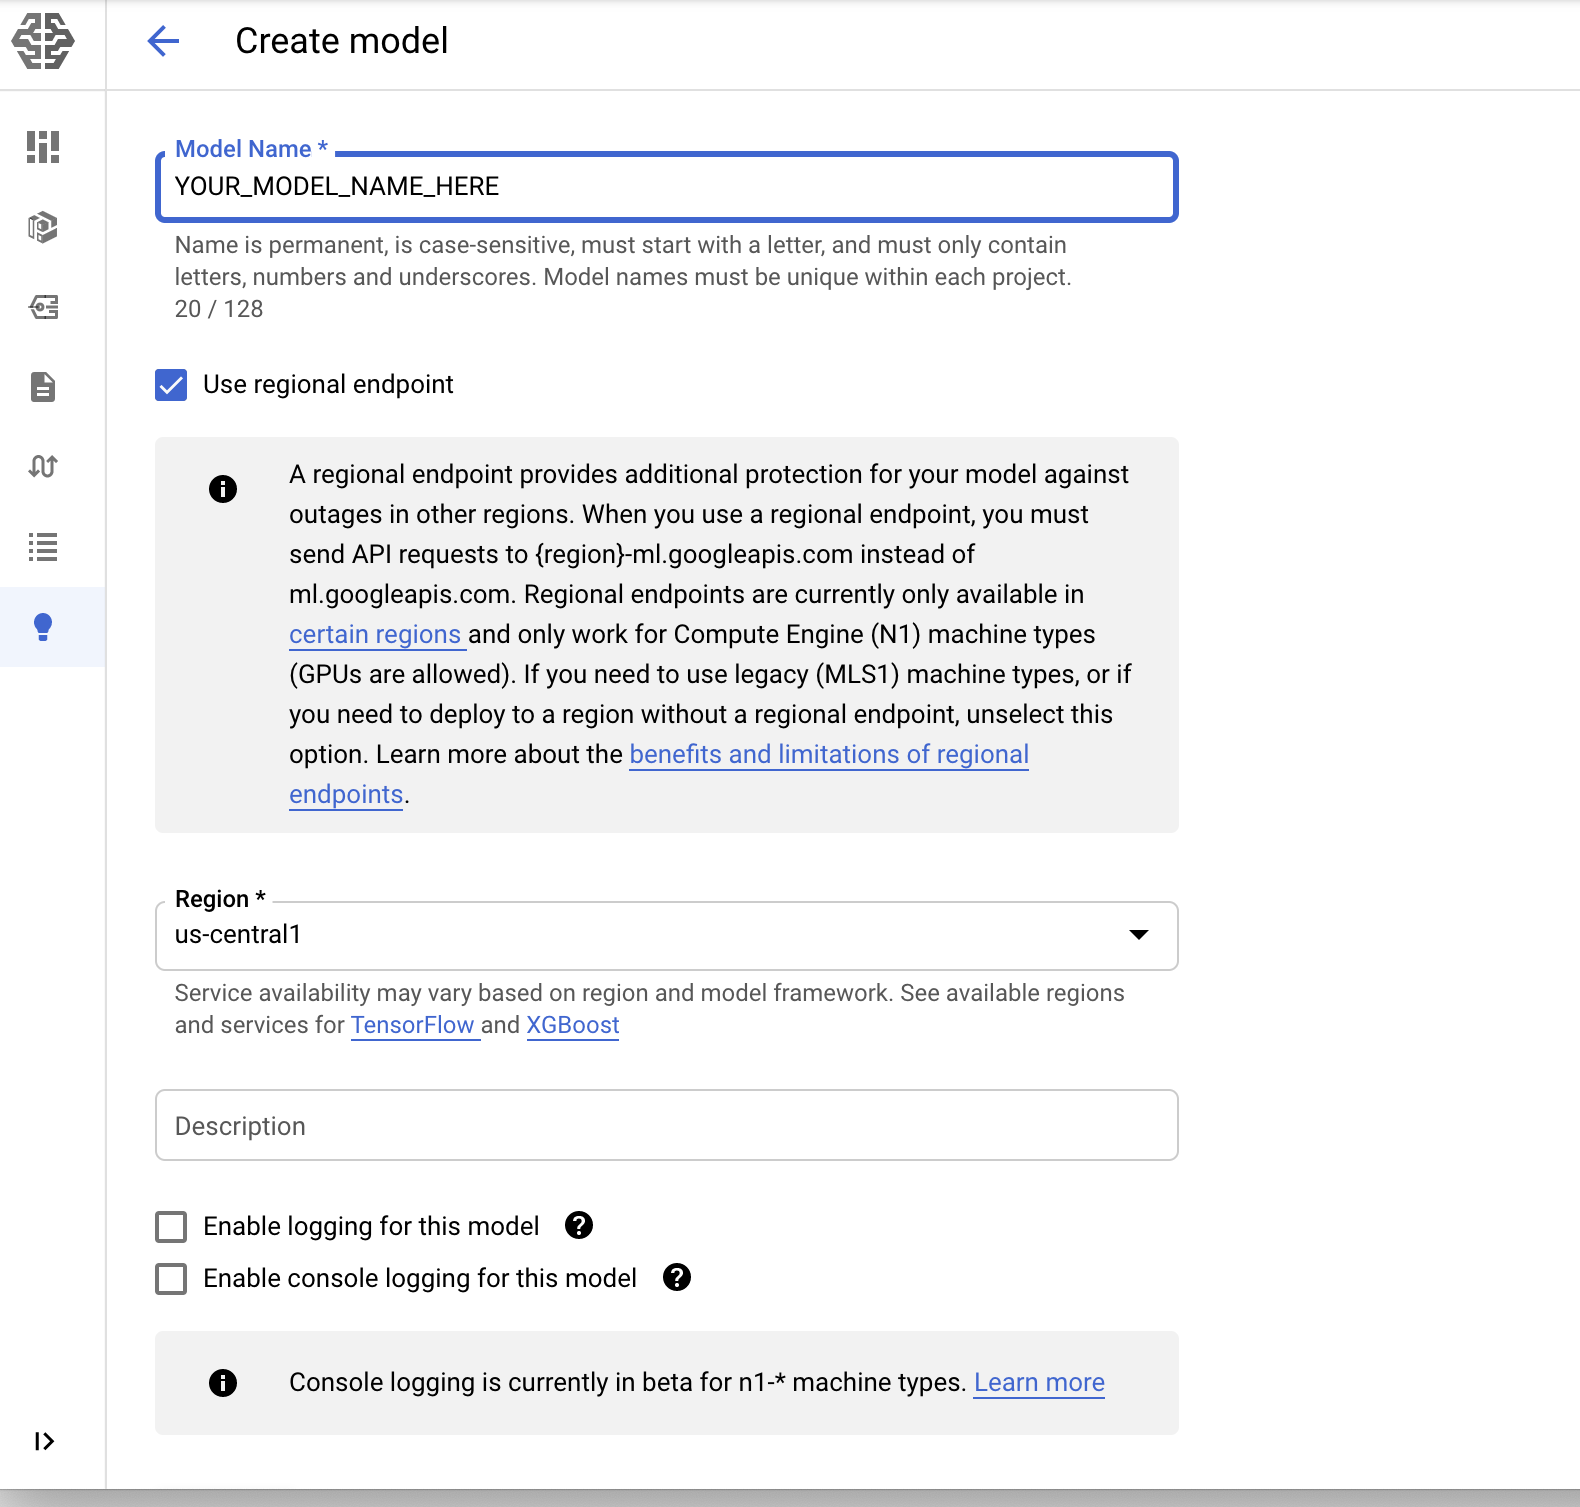 Create model
Model Name *
YOUR_MODEL_NAME_HERE
Name is permanent, is case-sensitive, must start with a letter, and must only contain
letters, numbers and underscores. Model names must be unique within each project.
20 / 128
Use regional endpoint
A regional endpoint provides additional protection for your model against
outages in other regions. When you use a regional endpoint, you must
send API requests to {region}-ml.googleapis.com instead of
ml.googleapis.com. Regional endpoints are currently only available in
certain regions and only work for Compute Engine (N1) machine types
(GPUs are allowed). If you need to use legacy (MLS1) machine types, or if
you need to deploy to a region without a regional endpoint, unselect this
option. Learn more about the benefits and limitations of regional
endpoints.
Region *
us-central1
Service availability may vary based on region and model framework. See available regions
and services for TensorFlow and XGBoost
Description
Enable logging for this model
Enable console logging for this model
Console logging is currently in beta for n1-* machine types. Learn more